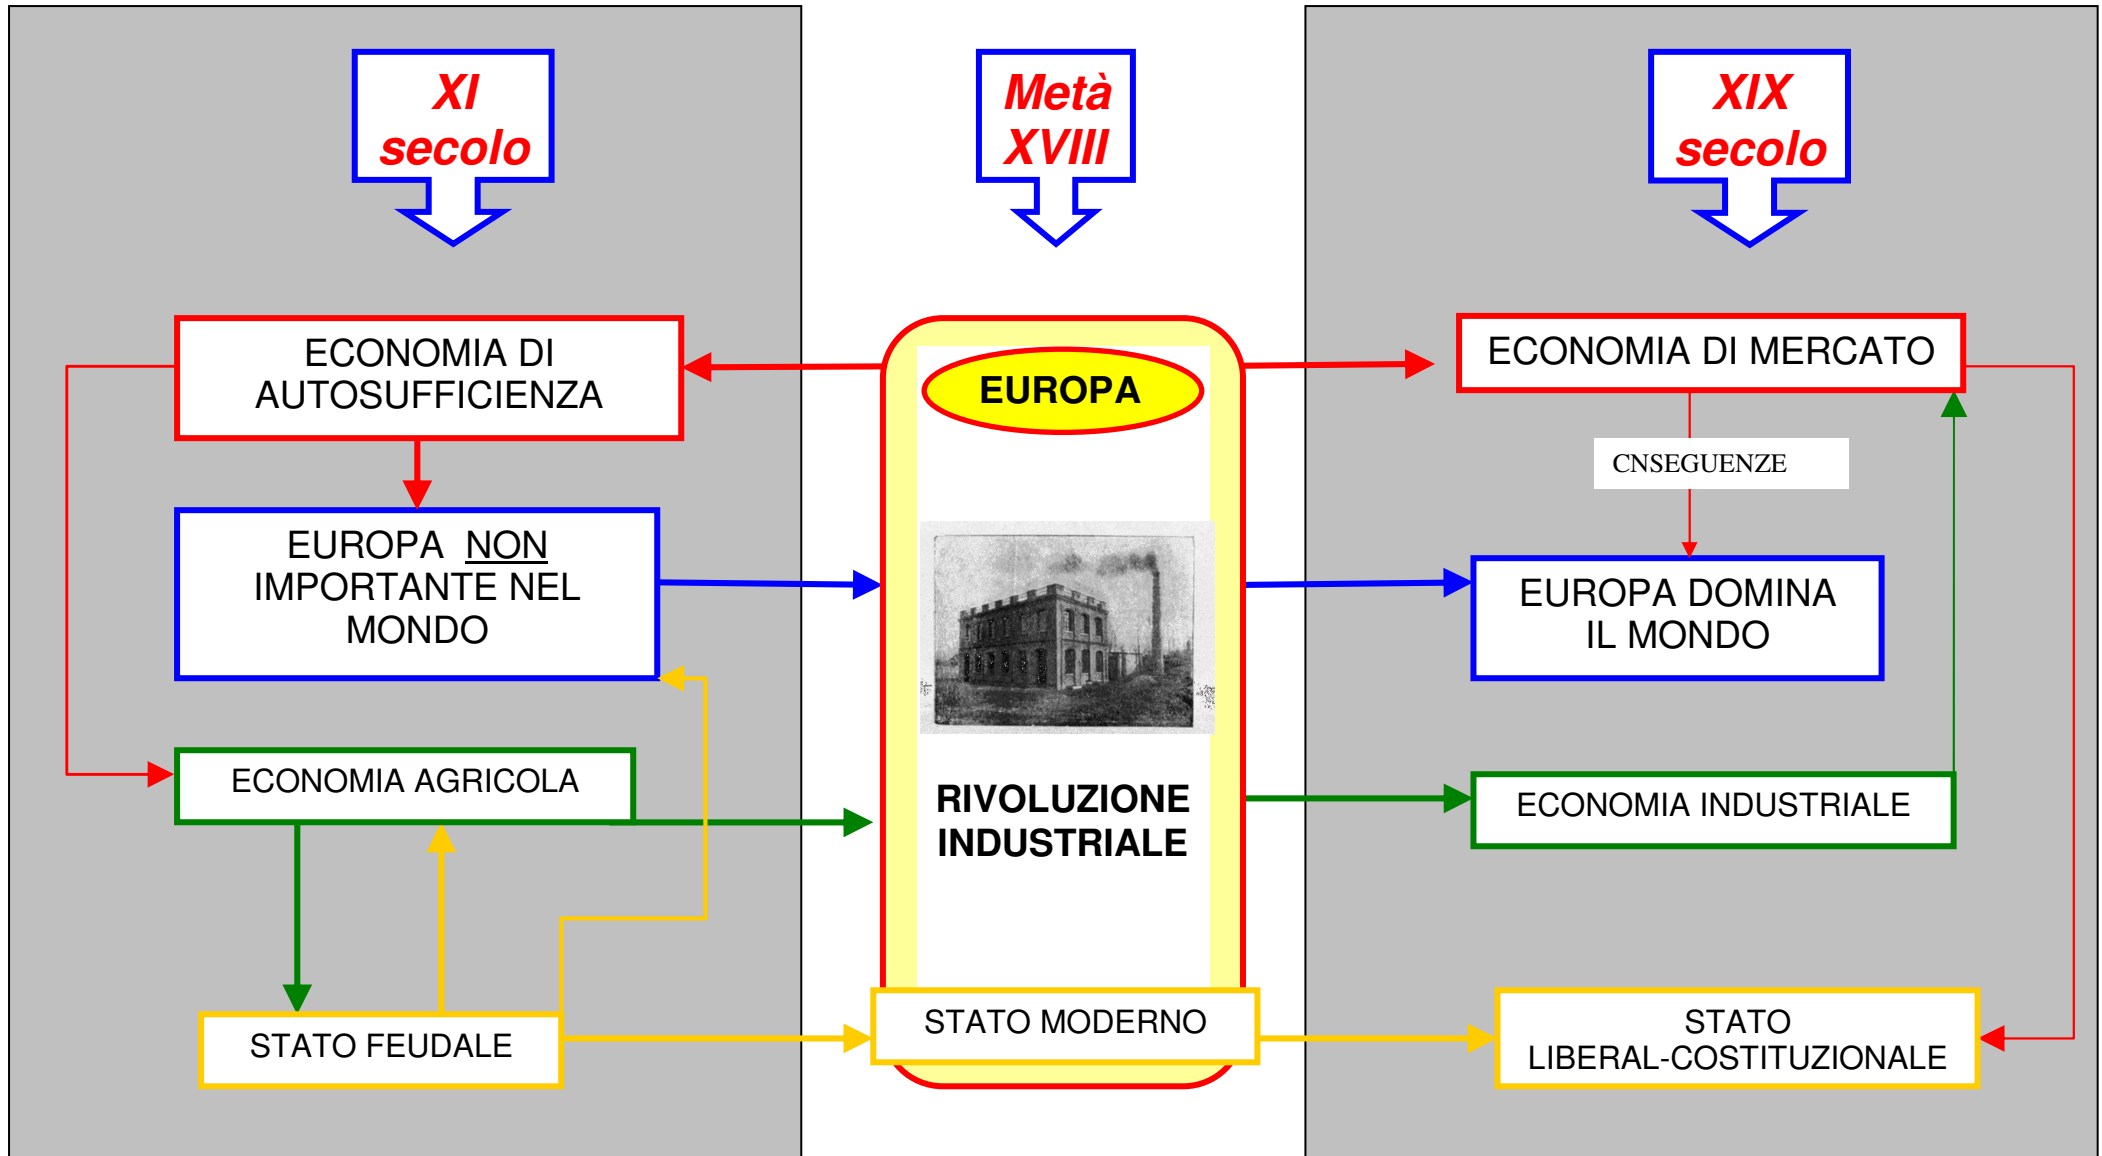 XI
secolo
Metà
XVIII
XIX
secolo
ECONOMIA DI
AUTOSUFFICIENZA
EUROPA NON
IMPORTANTE NEL
MONDO
ECONOMIA AGRICOLA
STATO FEUDALE
EUROPA
RIVOLUZIONE
INDUSTRIALE
STATO MODERNO
ECONOMIA DI MERCATO
CNSEGUENZE
EUROPA DOMINA
IL MONDO
ECONOMIA INDUSTRIALE
STATO
LIBERAL-COSTITUZIONALE